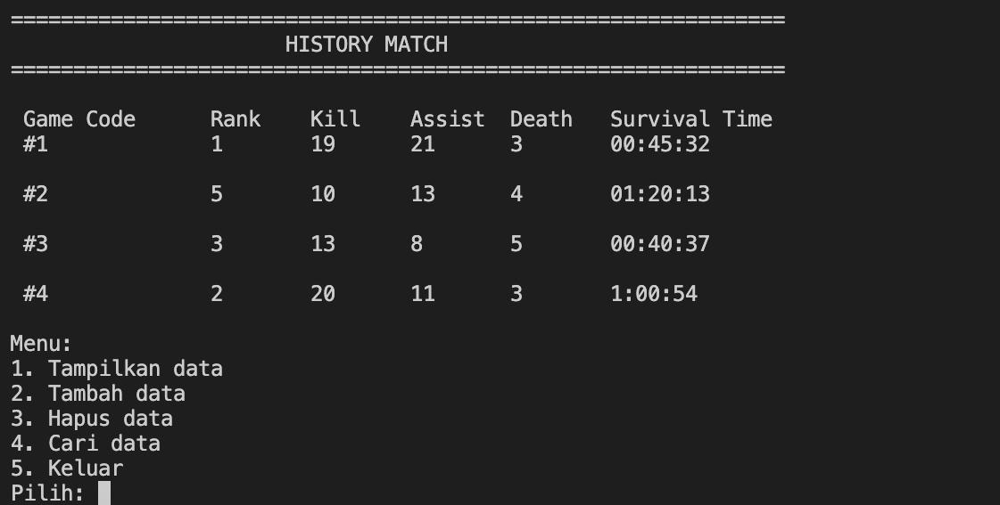 ==============================================================
HISTORY MATCH
==============================================================
Game Code Rank Kill Assist Death Survival Time
#1 1 19 21 3 00:45:32
#2 5 10 13 4 01:20:13
#3 3 13 8 5 00:40:37
#4 2 20 11 3 1:00:54
Menu:
1. Tampilkan data
2. Tambah data
3. Hapus data
4. Cari data
5. Keluar
Pilih: